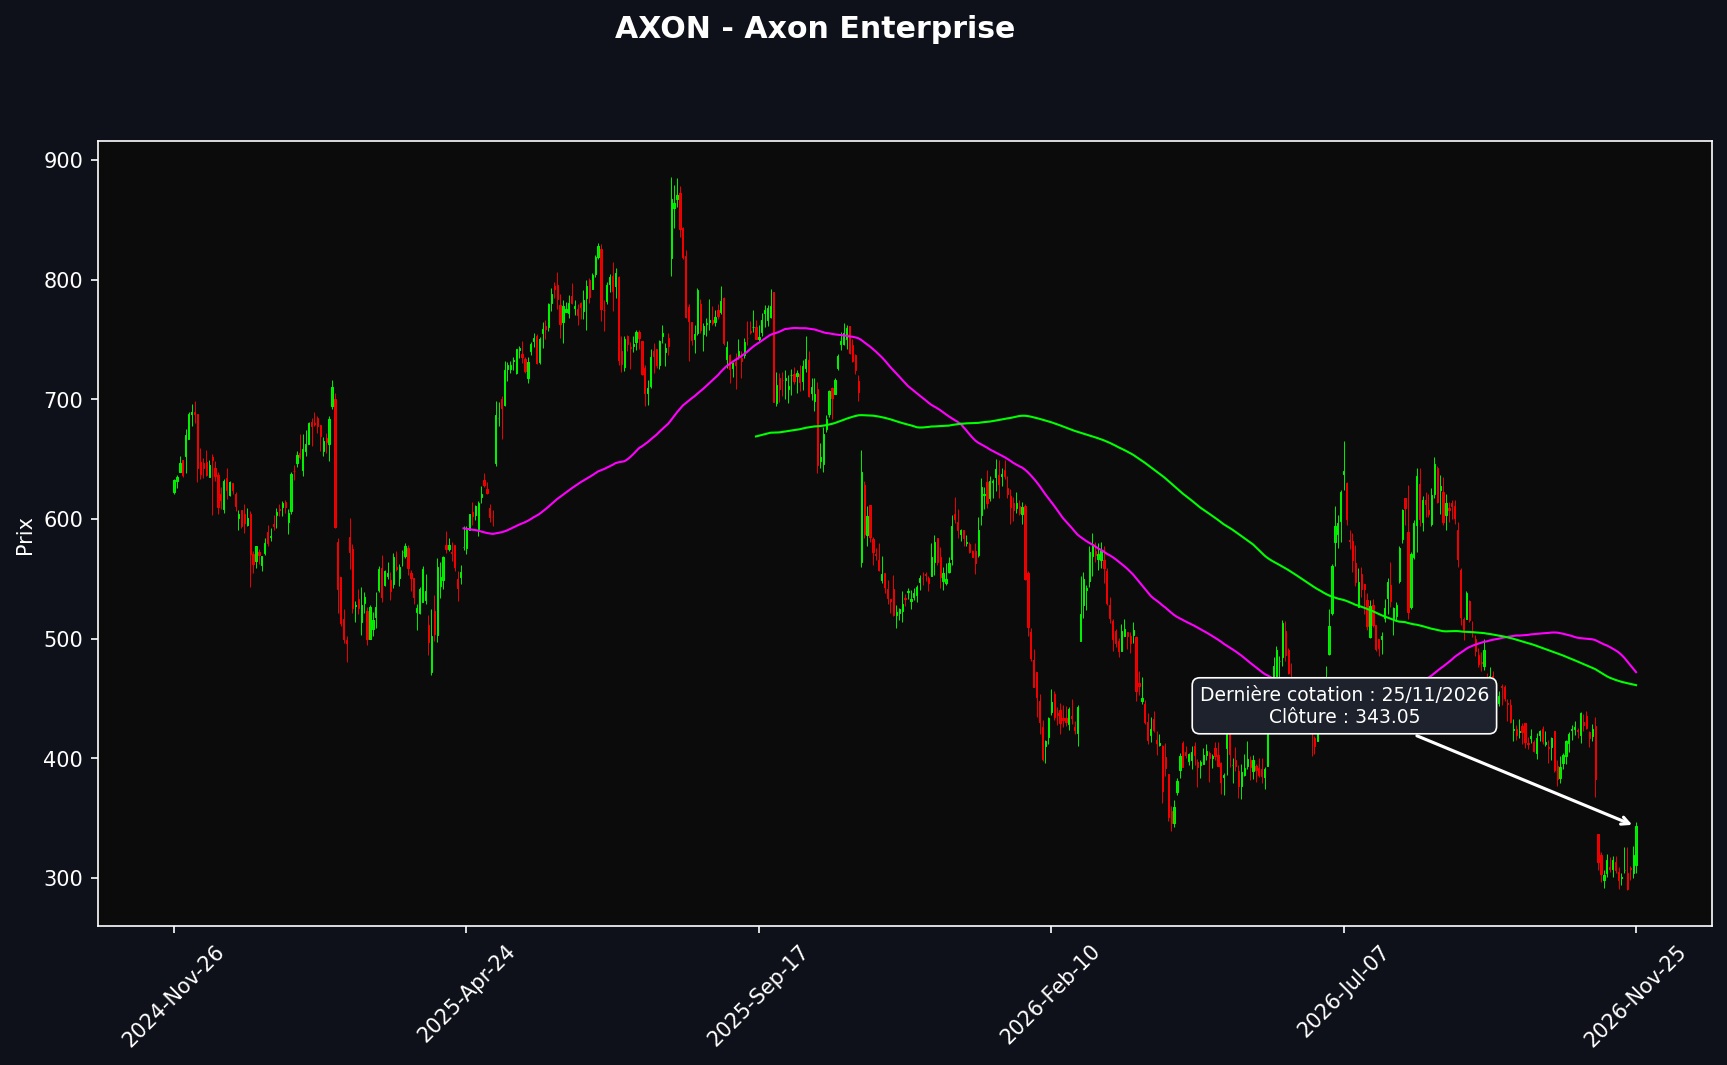 AXON - Axon Enterprise
900
800
700
600
500
400
300
Prix
Dernière cotation : 25/11/2026
Clôture : 343.05
2024-Nov-26
2025-Apr-24
2025-Sep-17
2026-Feb-10
2026-Jul-07
2026-Nov-25